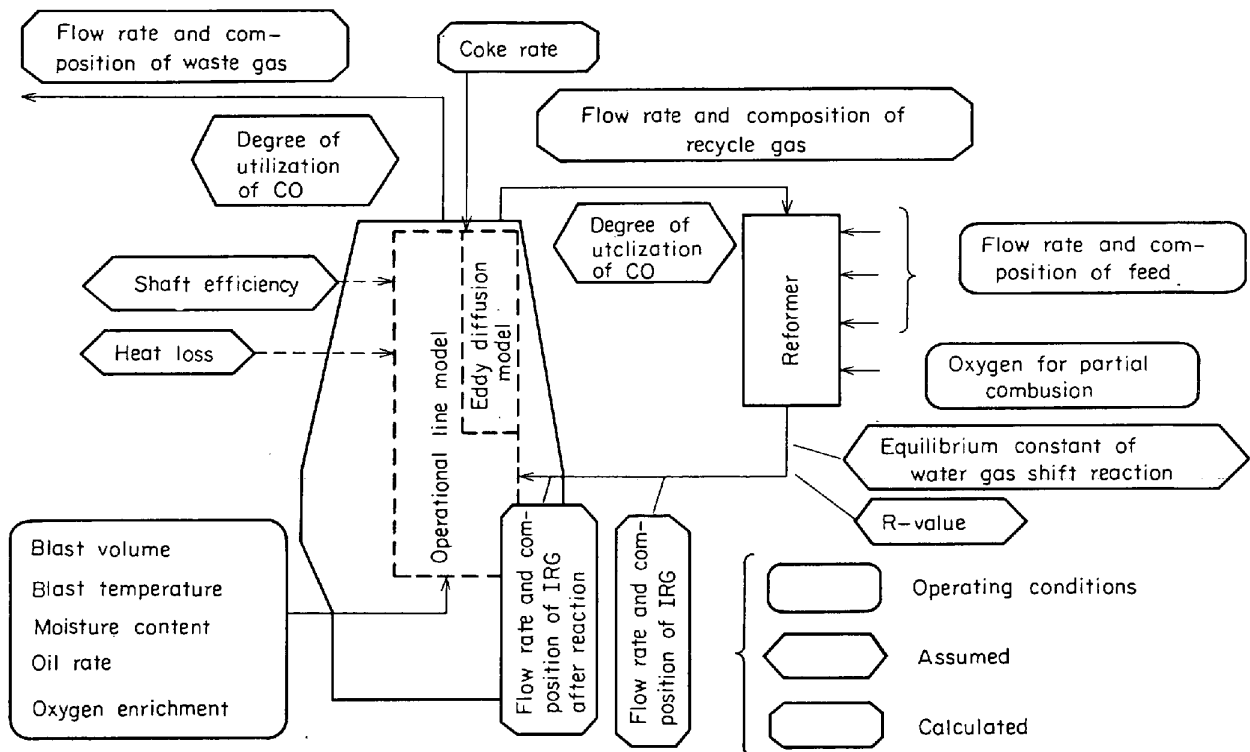 Flow rate and com-
position of waste gas
Coke rate
Flow rate and composition of
recycle gas
Degree of
utilization
of CO
Degree of
utclization
of CO
Flow rate and com-
position of feed
Shaft efficiency
Heat loss
Operational line model
Eddy diffusion
model
Reformer
Oxygen for partial
combusion
Equilibrium constant of
water gas shift reaction
R-value
Blast volume
Blast temperature
Moisture content
Oil rate
Oxygen enrichment
Flow rate and com-
position of IRG
after reaction
Flow rate and com-
position of IRG
Operating conditions
Assumed
Calculated